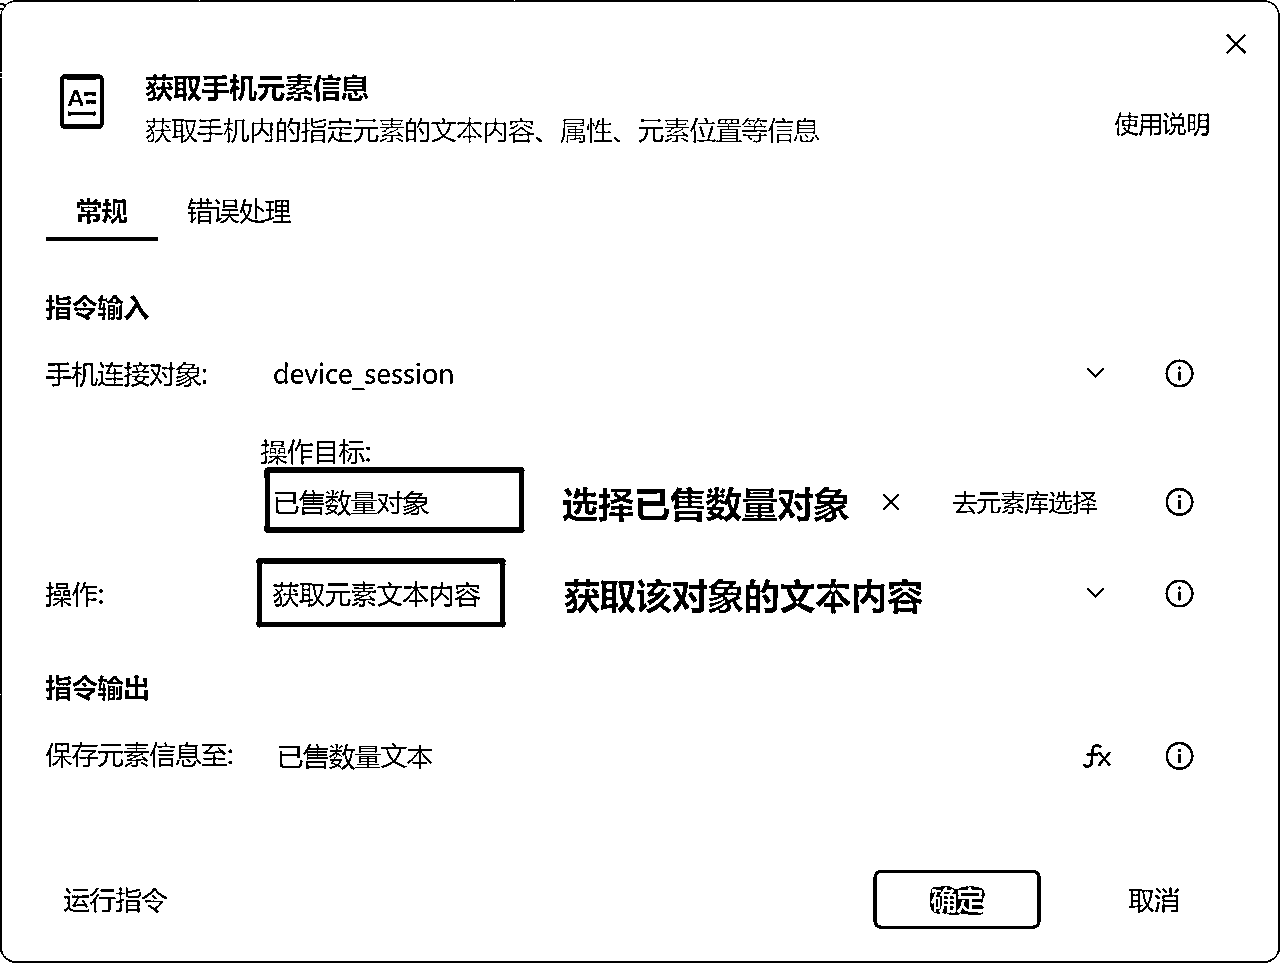 获取手机元素信息
获取手机内的指定元素的文本内容、属性、元素位置等信息
使用说明
常规 错误处理
指令输入
手机连接对象: device_session
操作目标:
已售数量对象 选择已售数量对象 × 去元素库选择
操作: 获取元素文本内容 获取该对象的文本内容
指令输出
保存元素信息至: 已售数量文本 fx
运行指令 确定 取消